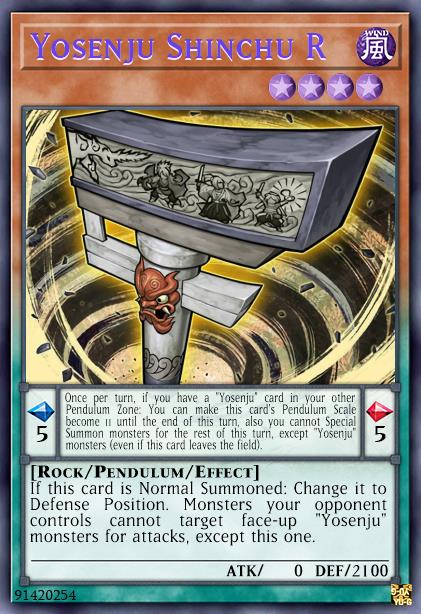 Yosenju Shinchu R
WIND
風
Once per turn, if you have a "Yosenju" card in your other
Pendulum Zone: You can make this card's Pendulum Scale
become 11 until the end of this turn, also you cannot Special
Summon monsters for the rest of this turn, except "Yosenju"
monsters (even if this card leaves the field).
5
5
[Rock/Pendulum/Effect]
If this card is Normal Summoned: Change it to
Defense Position. Monsters your opponent
controls cannot target face-up "Yosenju"
monsters for attacks, except this one.
ATK/ 0 DEF/2100
91420254